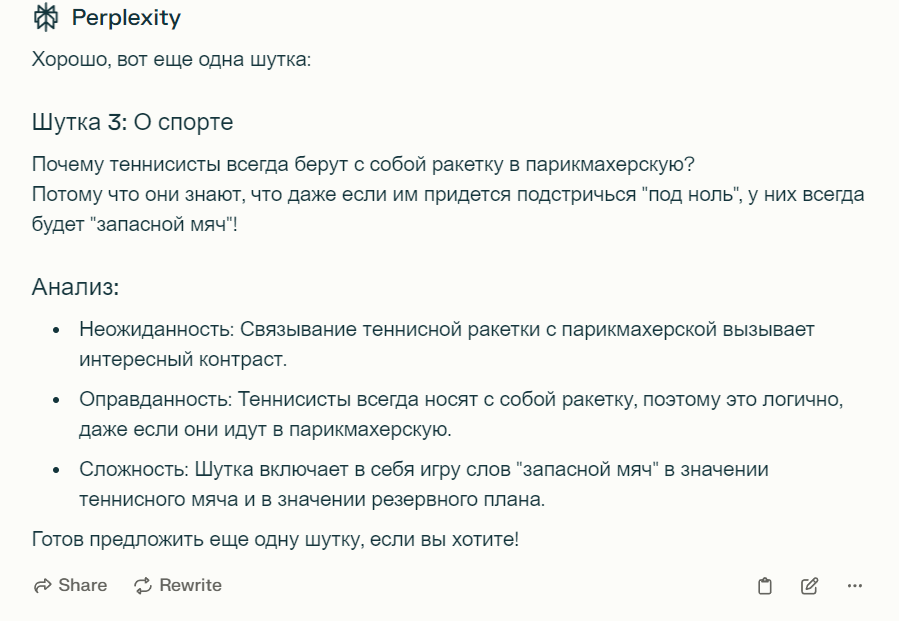 Perplexity
Хорошо, вот еще одна шутка:
Шутка 3: О спорте
Почему теннисисты всегда берут с собой ракетку в парикмахерскую?
Потому что они знают, что даже если им придется подстричься "под ноль", у них всегда
будет "запасной мяч"!
Анализ:
• Неожиданность: Связывание теннисной ракетки с парикмахерской вызывает
интересный контраст.
• Оправданность: Теннисисты всегда носят с собой ракетку, поэтому это логично,
даже если они идут в парикмахерскую.
• Сложность: Шутка включает в себя игру слов "запасной мяч" в значении
теннисного мяча и в значении резервного плана.
Готов предложить еще одну шутку, если вы хотите!
Share Rewrite